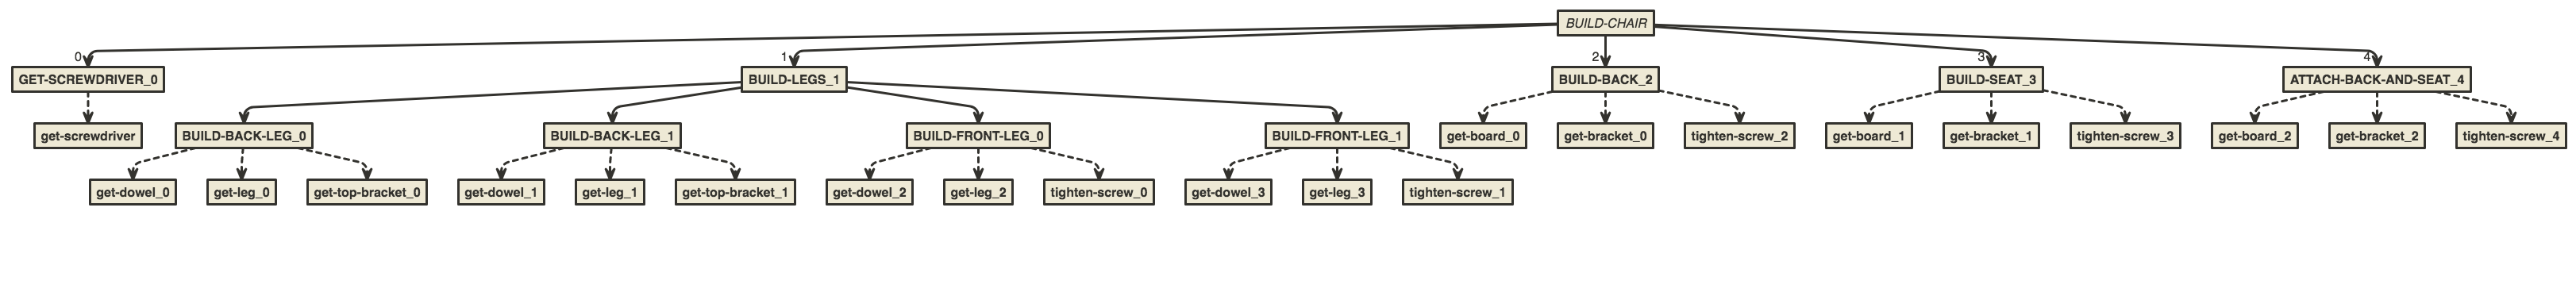 BUILD-CHAIR
0
1
2
3
4
GET-SCREWDRIVER_0
BUILD-LEGS_1
BUILD-BACK_2
BUILD-SEAT_3
ATTACH-BACK-AND-SEAT_4
get-screwdriver
BUILD-BACK-LEG_0
BUILD-BACK-LEG_1
BUILD-FRONT-LEG_0
BUILD-FRONT-LEG_1
get-board_0
get-bracket_0
tighten-screw_2
get-board_1
get-bracket_1
tighten-screw_3
get-board_2
get-bracket_2
tighten-screw_4
get-dowel_0
get-leg_0
get-top-bracket_0
get-dowel_1
get-leg_1
get-top-bracket_1
get-dowel_2
get-leg_2
tighten-screw_0
get-dowel_3
get-leg_3
tighten-screw_1